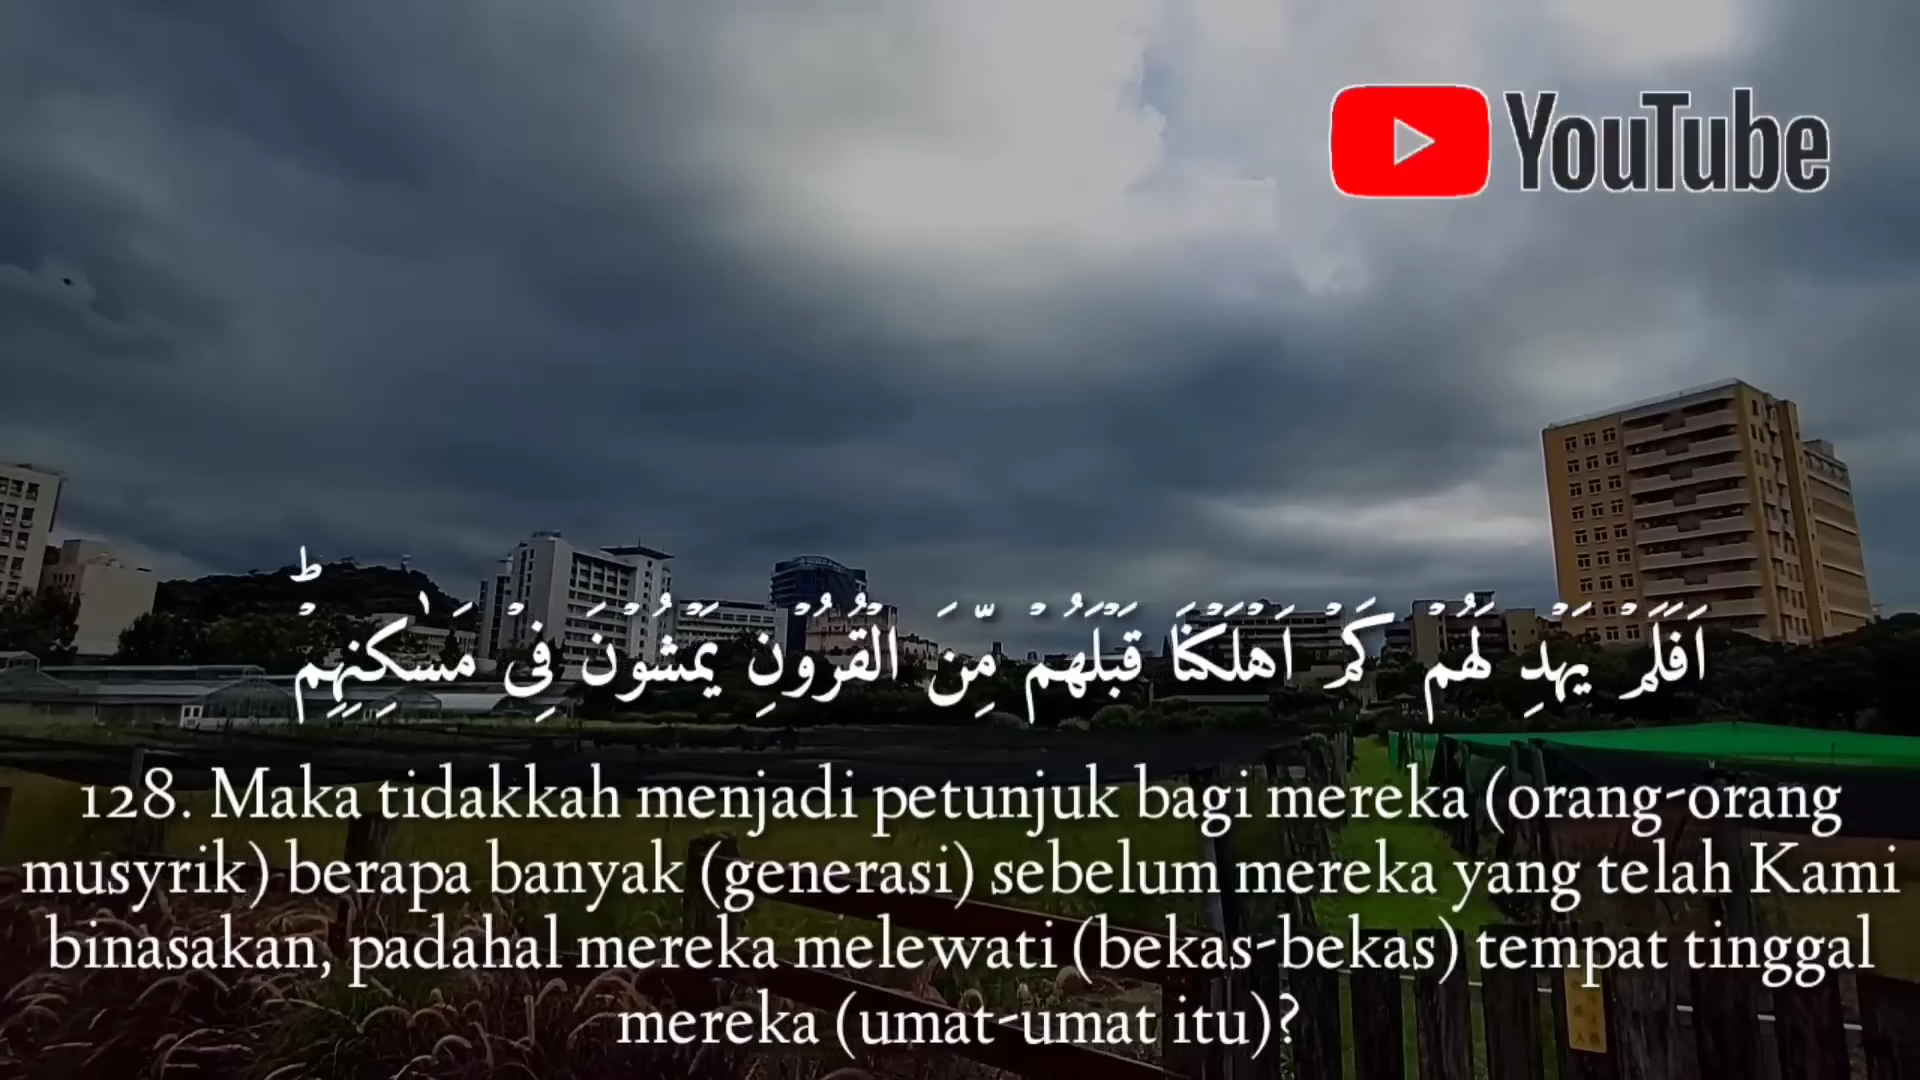 YouTube
اَفَلَمْ يَهْدِ لَهُمْ كَمْ اَهْلَكْنَا قَبْلَهُمْ مِّنَ الْقُرُوْنِ يَمْشُوْنَ فِيْ مَسٰكِنِهِمْۗ
128. Maka tidakkah menjadi petunjuk bagi mereka (orang-orang
musyrik) berapa banyak (generasi) sebelum mereka yang telah Kami
binasakan, padahal mereka melewati (bekas-bekas) tempat tinggal
mereka (umat-umat itu)?